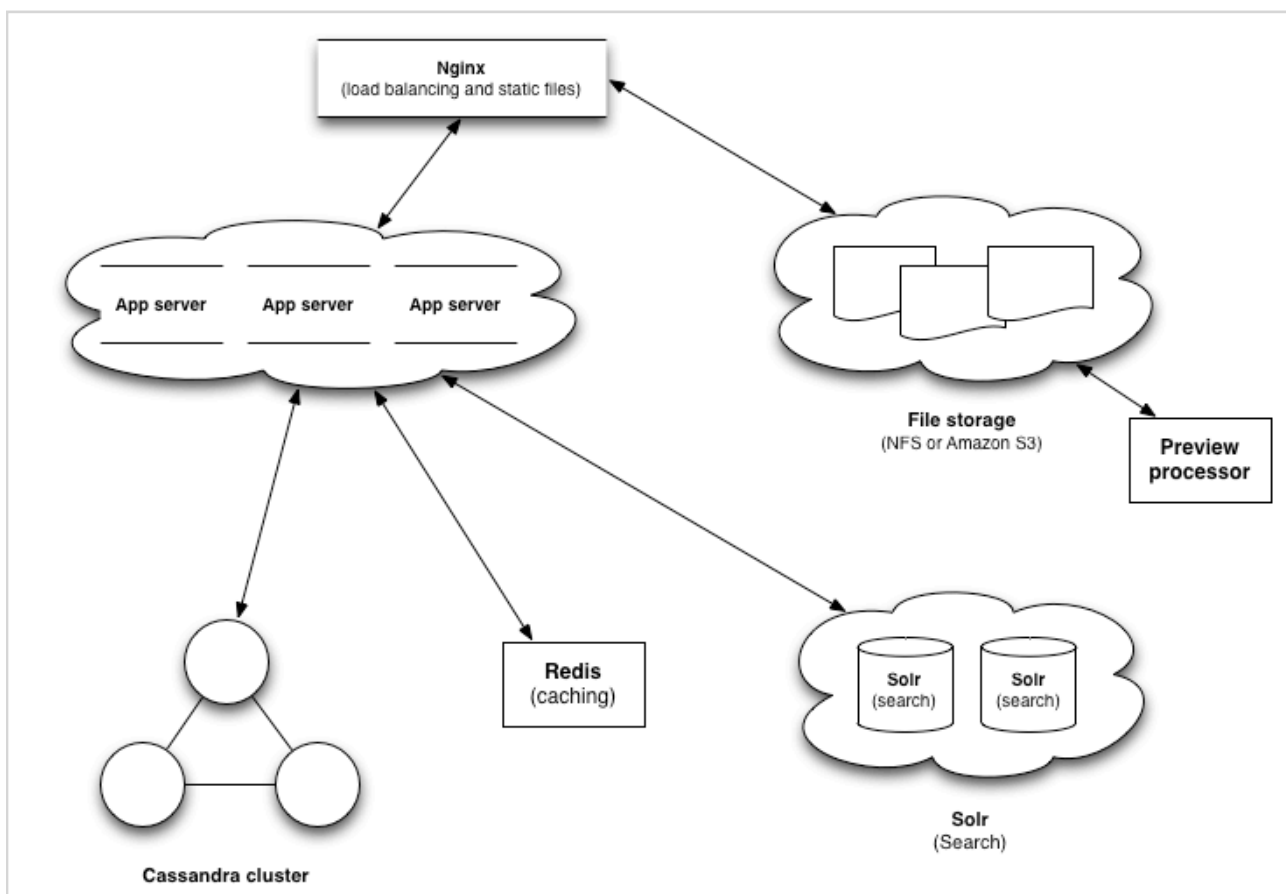 Nginx
(load balancing and static files)
App server
App server
App server
File storage
(NFS or Amazon S3)
Preview
processor
Redis
(caching)
Solr
(search)
Solr
(search)
Solr
(Search)
Cassandra cluster